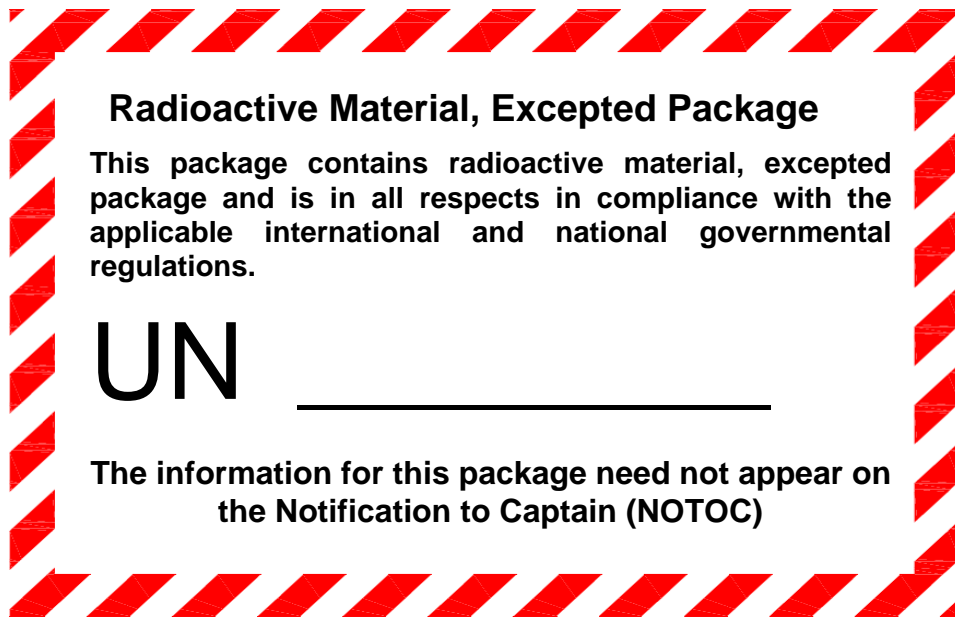 Radioactive Material, Excepted Package
This package contains radioactive material, excepted
package and is in all respects in compliance with the
applicable international and national governmental
regulations.
UN
The information for this package need not appear on
the Notification to Captain (NOTOC)